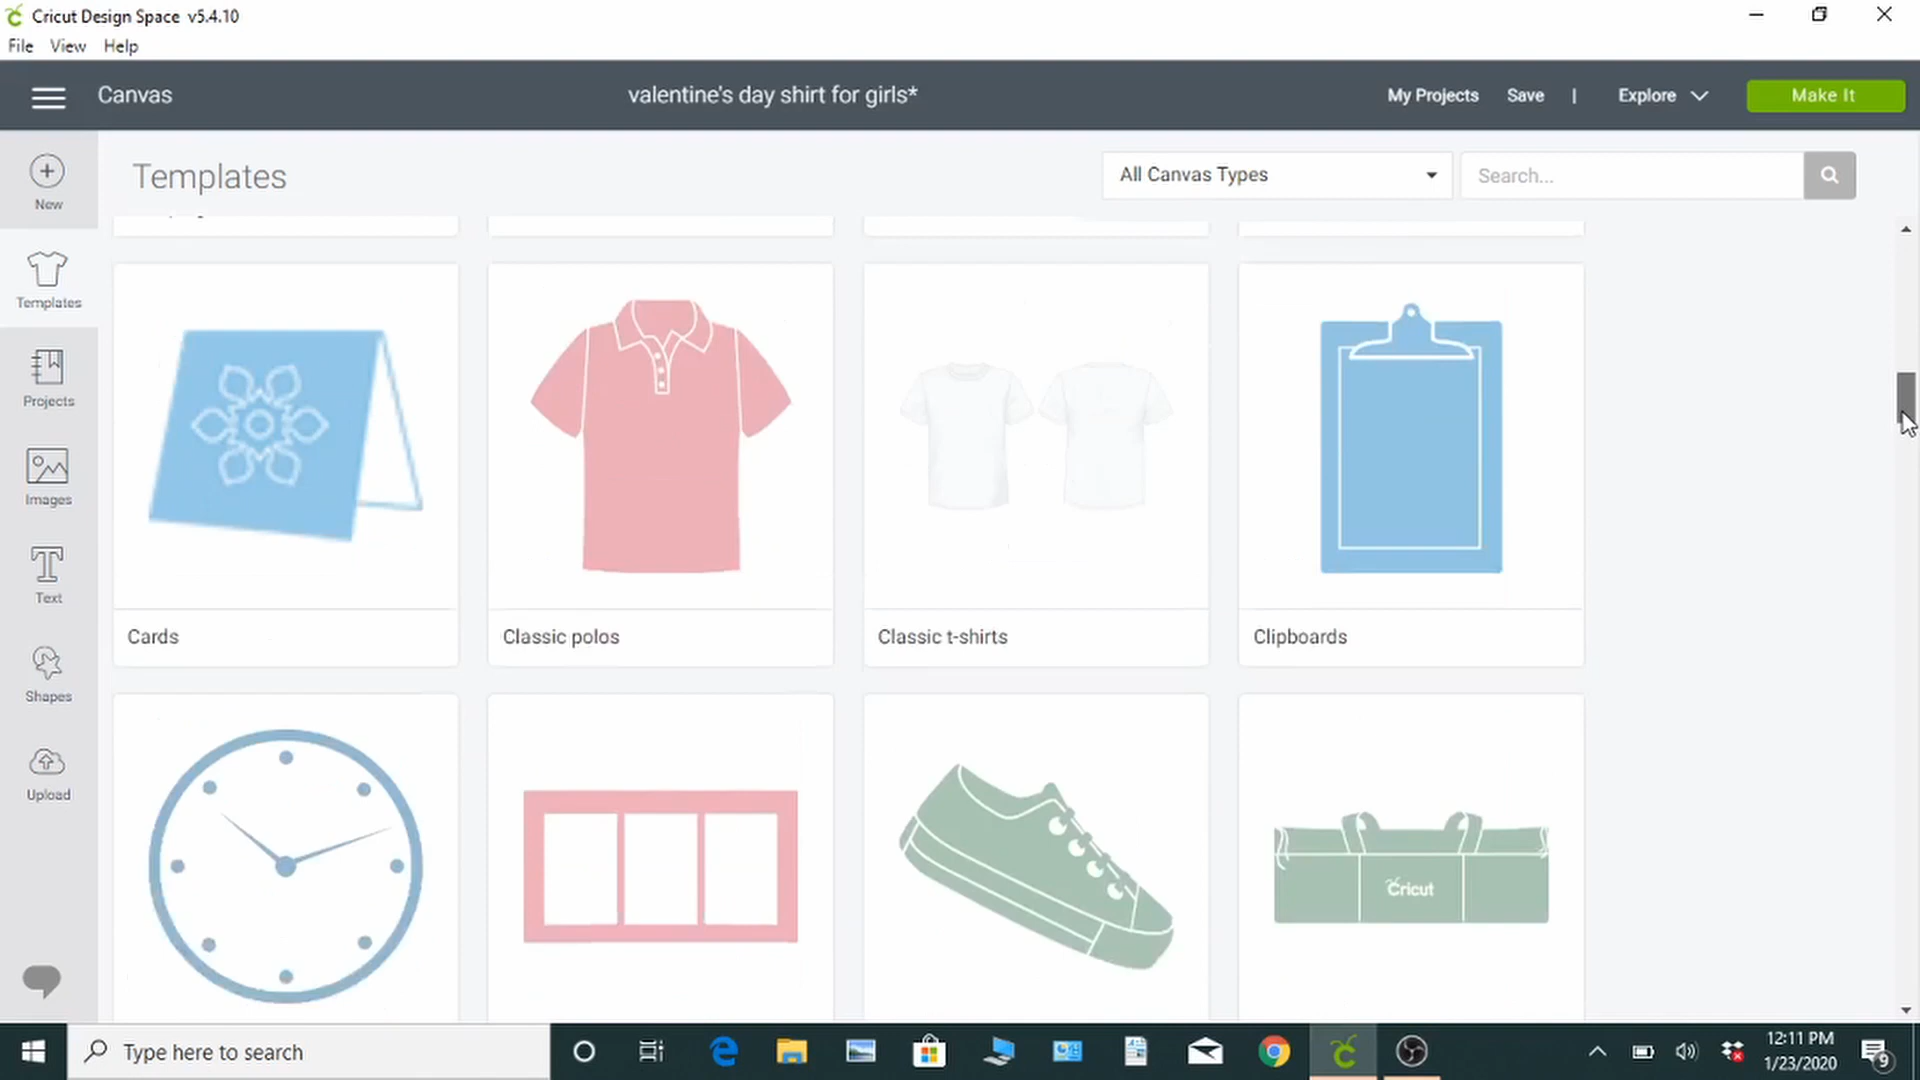 Cricut Design Space v5.4.10
File View Help
Canvas
valentine's day shirt for girls*
My Projects Save | Explore
Make It
New
Templates
Projects
Images
Text
Shapes
Upload
Templates
All Canvas Types
Search...
Cards
Classic polos
Classic t-shirts
Clipboards
Cricut
Type here to search
12:11 PM
1/23/2020
9